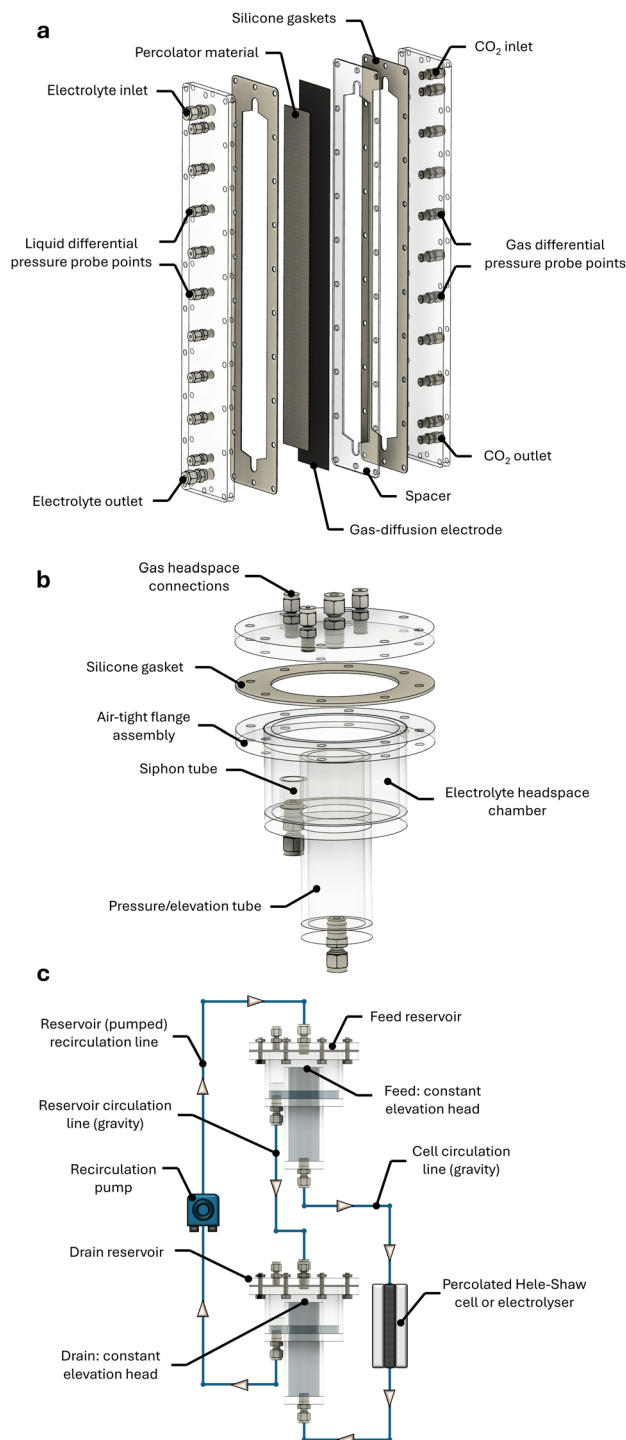 a
Silicone gaskets
Percolator material
CO₂ inlet
Electrolyte inlet
Liquid differential
pressure probe points
Gas differential
pressure probe points
CO₂ outlet
Electrolyte outlet
Spacer
Gas-diffusion electrode
b
Gas headspace
connections
Silicone gasket
Air-tight flange
assembly
Siphon tube
Electrolyte headspace
chamber
Pressure/elevation tube
c
Reservoir (pumped)
recirculation line
Feed reservoir
Feed: constant
elevation head
Reservoir circulation
line (gravity)
Cell circulation
line (gravity)
Recirculation
pump
Drain reservoir
Percolated Hele-Shaw
cell or electrolyser
Drain: constant
elevation head